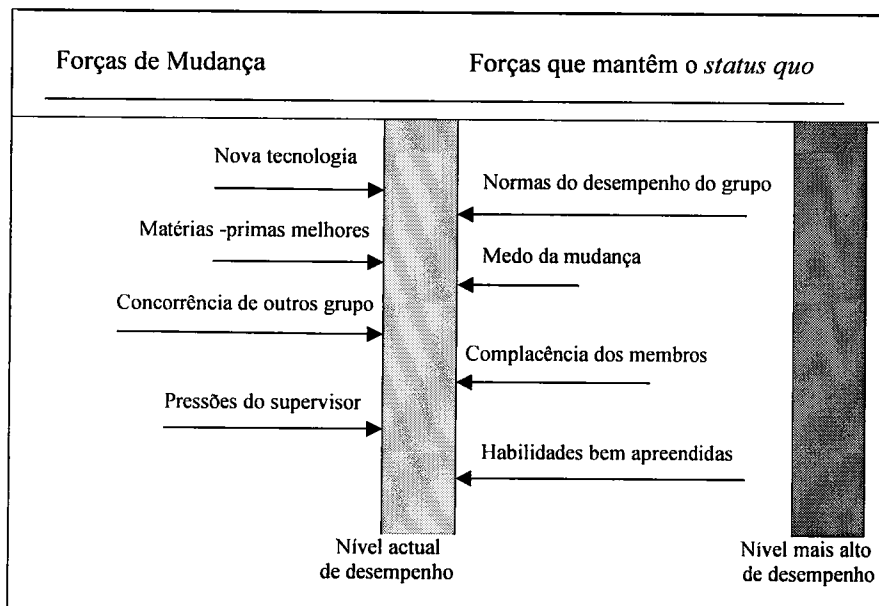 Forças de Mudança
Forças que mantêm o status quo
Nova tecnologia
Normas do desempenho do grupo
Matérias -primas melhores
Medo da mudança
Concorrência de outros grupo
Complacência dos membros
Pressões do supervisor
Habilidades bem apreendidas
Nível actual
de desempenho
Nível mais alto
de desempenho